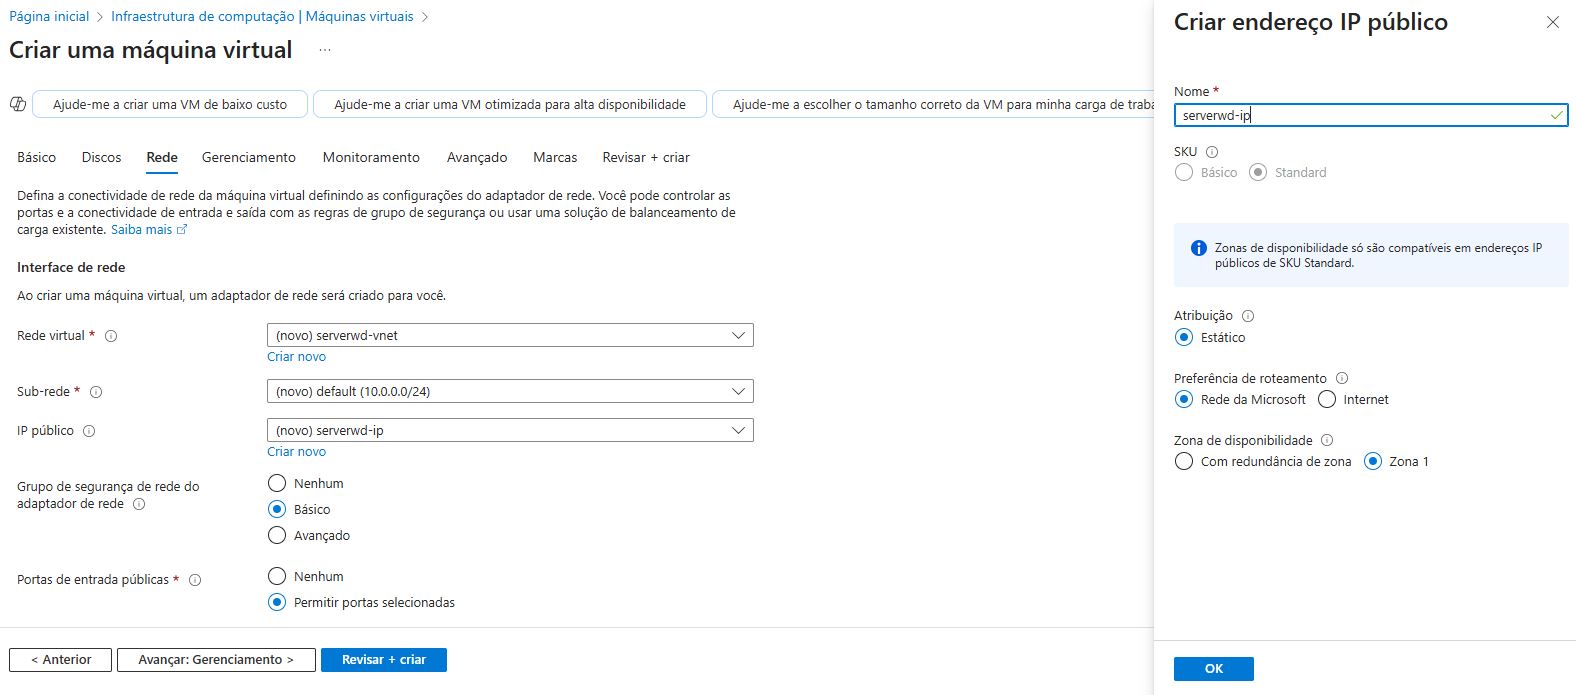 Página inicial > Infraestrutura de computação | Máquinas virtuais >
Criar uma máquina virtual ...
Ajude-me a criar uma VM de baixo custo
Ajude-me a criar uma VM otimizada para alta disponibilidade
Ajude-me a escolher o tamanho correto da VM para minha carga de traba
Básico Discos Rede Gerenciamento Monitoramento Avançado Marcas Revisar + criar
Defina a conectividade de rede da máquina virtual definindo as configurações do adaptador de rede. Você pode controlar as
portas e a conectividade de entrada e saída com as regras de grupo de segurança ou usar uma solução de balanceamento de
carga existente. Saiba mais
Interface de rede
Ao criar uma máquina virtual, um adaptador de rede será criado para você.
Rede virtual *
(novo) serverwd-vnet
Criar novo
Sub-rede *
(novo) default (10.0.0.0/24)
IP público
(novo) serverwd-ip
Criar novo
Grupo de segurança de rede do
adaptador de rede
Nenhum
Básico
Avançado
Portas de entrada públicas *
Nenhum
Permitir portas selecionadas
< Anterior
Avançar: Gerenciamento >
Revisar + criar
Criar endereço IP público
Nome *
serverwd-ip
SKU
Básico Standard
Zonas de disponibilidade só são compatíveis em endereços IP
públicos de SKU Standard.
Atribuição
Estático
Preferência de roteamento
Rede da Microsoft Internet
Zona de disponibilidade
Com redundância de zona Zona 1
OK